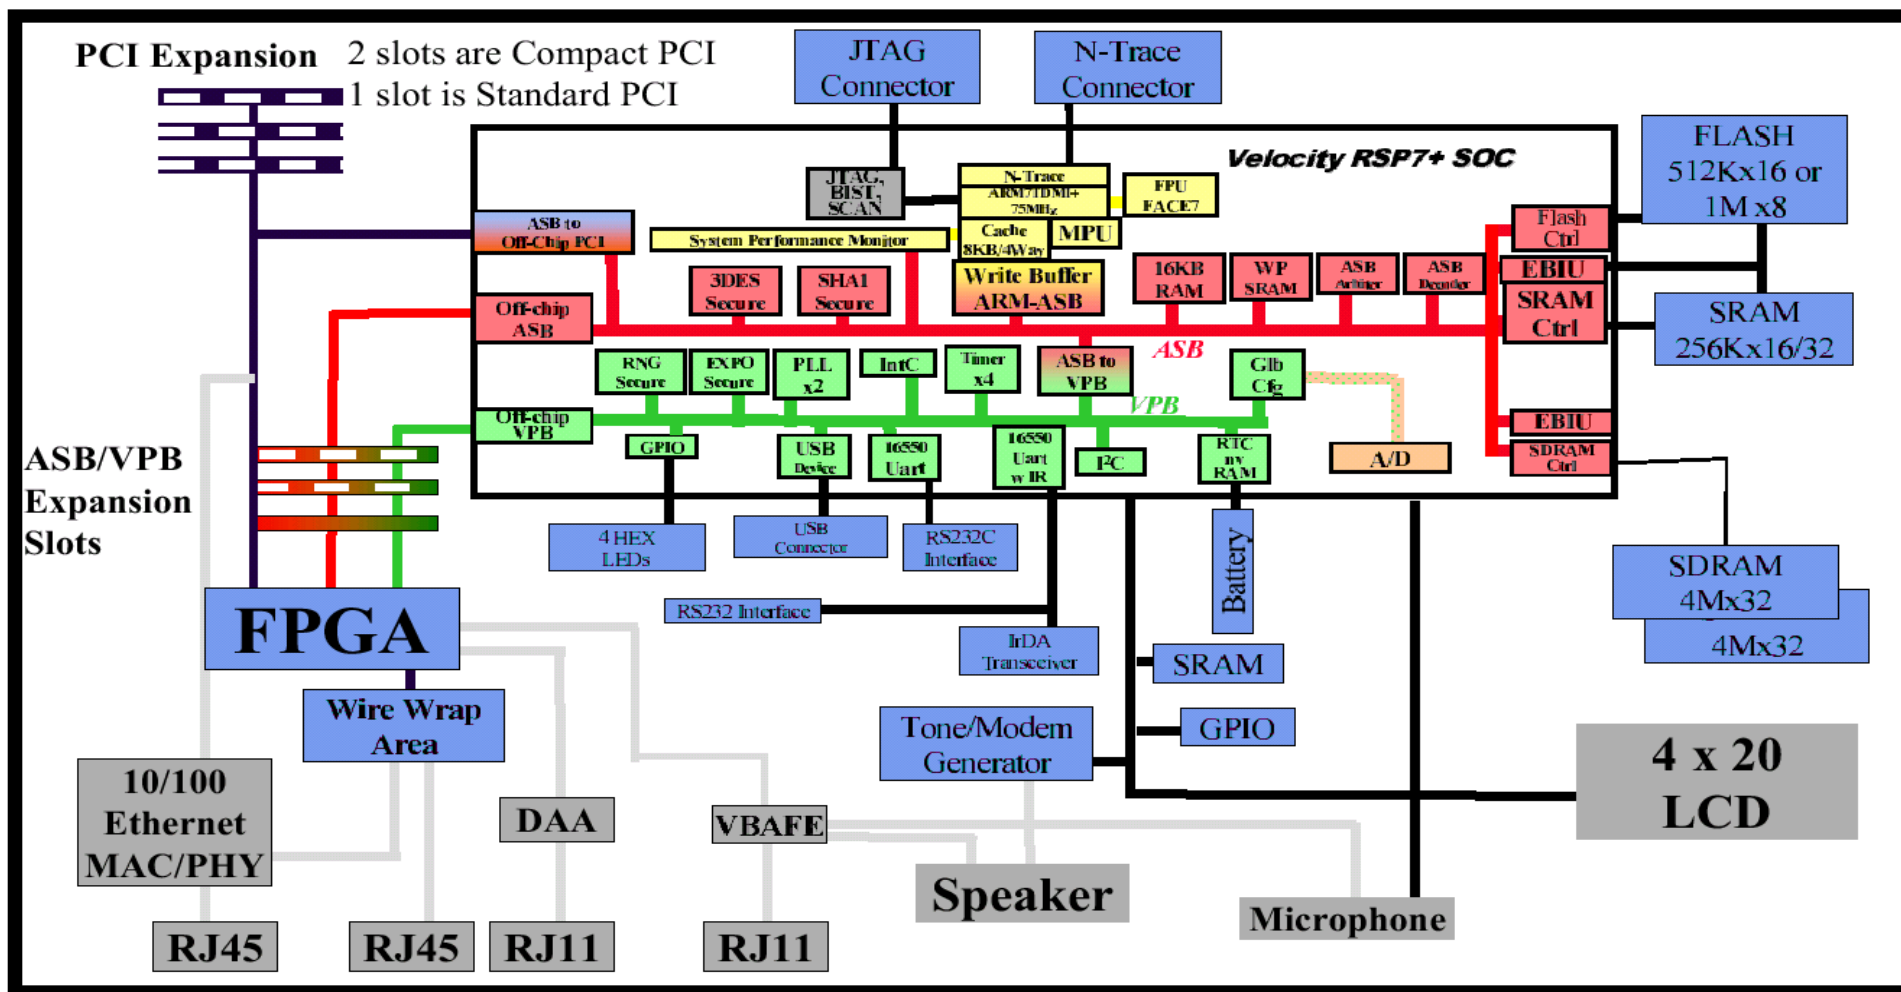 PCI Expansion
2 slots are Compact PCI
1 slot is Standard PCI
JTAG
Connector
N-Trace
Connector
Velocity RSP7+ SOC
FLASH
512Kx16 or
1M x8
JTAG,
BIST,
SCAN
N-Trace
ARM7TDMI+
75MHz
FPU
FACE7
ASB to
Off-Chip PCI
System Performance Monitor
Cache
8KB/4Way
MPU
Flash
Ctrl
3DES
Secure
SHA1
Secure
Write Buffer
ARM-ASB
16KB
RAM
WP
SRAM
ASB
Arbiter
ASB
Decoder
EBIU
SRAM
Ctrl
SRAM
256Kx16/32
Off-chip
ASB
ASB
RNG
Secure
EXPO
Secure
PLL
x2
IntC
Timer
x4
ASB to
VPB
Glb
Cfg
VPB
Off-chip
VPB
GPIO
USB
Device
16550
Uart
16550
Uart
w IR
I2C
RTC
nv
RAM
A/D
EBIU
SDRAM
Ctrl
ASB/VPB
Expansion
Slots
4 HEX
LEDs
USB
Connector
RS232C
Interface
Battery
SDRAM
4Mx32
4Mx32
RS232 Interface
IrDA
Transceiver
FPGA
SRAM
Wire Wrap
Area
Tone/Modem
Generator
GPIO
4 x 20
LCD
10/100
Ethernet
MAC/PHY
DAA
VBAFE
Speaker
Microphone
RJ45
RJ45
RJ11
RJ11